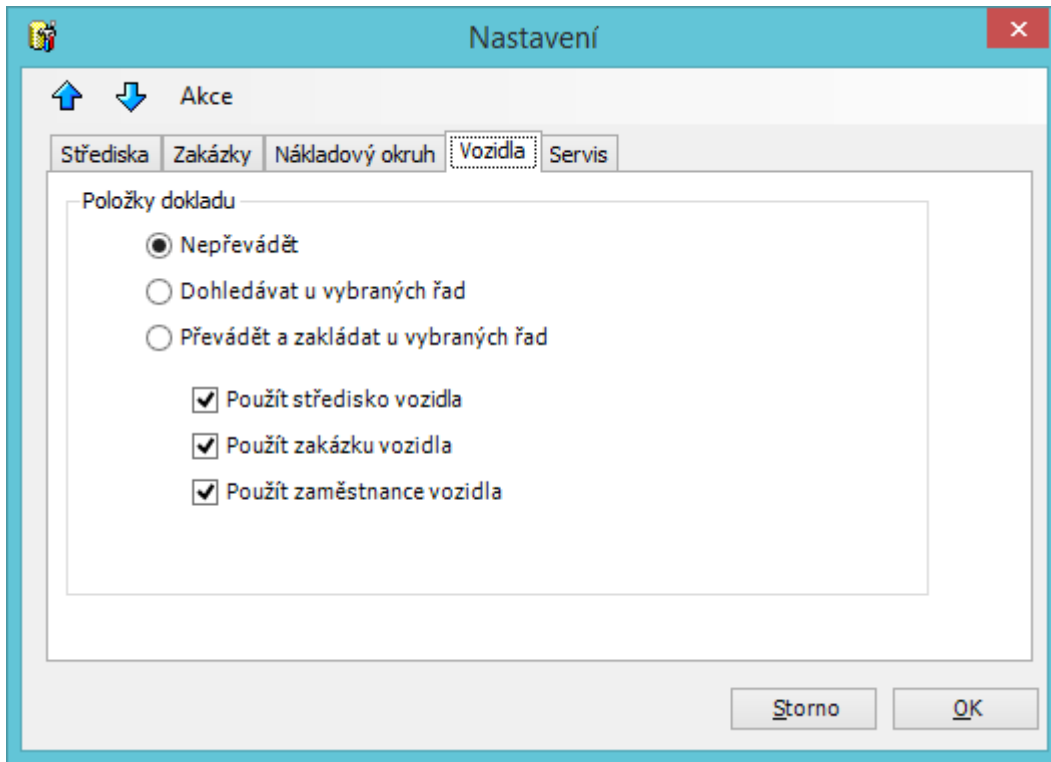 Nastavení
Akce
Střediska Zakázky Nákladový okruh Vozidla Servis
Položky dokladu
Nepřevádět
Dohledávat u vybraných řad
Převádět a zakládat u vybraných řad
Použít středisko vozidla
Použít zakázku vozidla
Použít zaměstnance vozidla
Storno OK